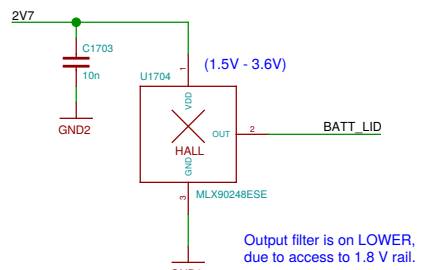 2V7
C1703
10n
GND2
1
(1.5V - 3.6V)
U1704
VDD
OUT
2
BATT_LID
HALL
GND
3
MLX90248ESE
Output filter is on LOWER,
due to access to 1.8 V rail.